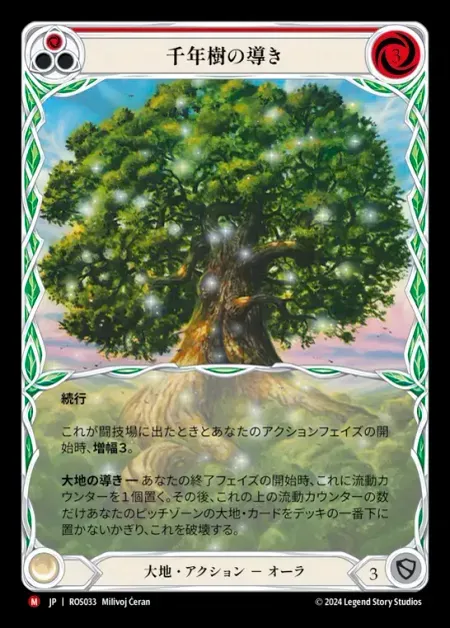 千年樹の導き
3
続行
これが闘技場に出たときとあなたのアクションフェイズの開
始時、増幅3。
大地の導き ー あなたの終了フェイズの開始時、これに流動カ
ウンターを1個置く。その後、これの上の流動カウンターの数
だけあなたのピッチゾーンの大地・カードをデッキの一番下に
置かないかぎり、これを破壊する。
大地・アクション － オーラ
3
M JP | ROS033 Milivoj Ćeran
© 2024 Legend Story Studios